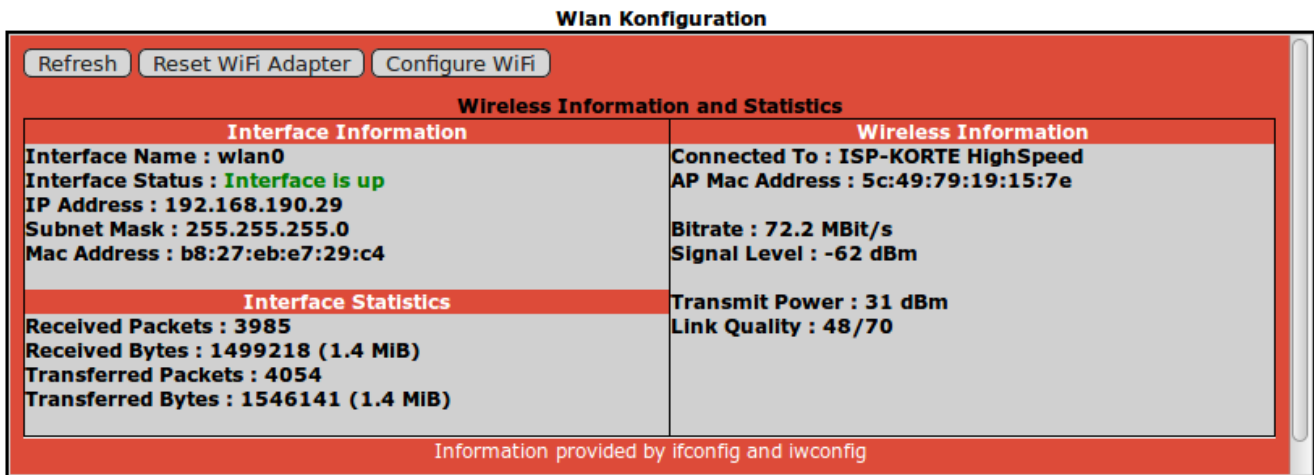 Wlan Konfiguration
Refresh Reset WiFi Adapter Configure WiFi
Wireless Information and Statistics
Interface Information
Interface Name : wlan0
Interface Status : Interface is up
IP Address : 192.168.190.29
Subnet Mask : 255.255.255.0
Mac Address : b8:27:eb:e7:29:c4
Interface Statistics
Received Packets : 3985
Received Bytes : 1499218 (1.4 MiB)
Transferred Packets : 4054
Transferred Bytes : 1546141 (1.4 MiB)
Wireless Information
Connected To : ISP-KORTE HighSpeed
AP Mac Address : 5c:49:79:19:15:7e
Bitrate : 72.2 MBit/s
Signal Level : -62 dBm
Transmit Power : 31 dBm
Link Quality : 48/70
Information provided by ifconfig and iwconfig